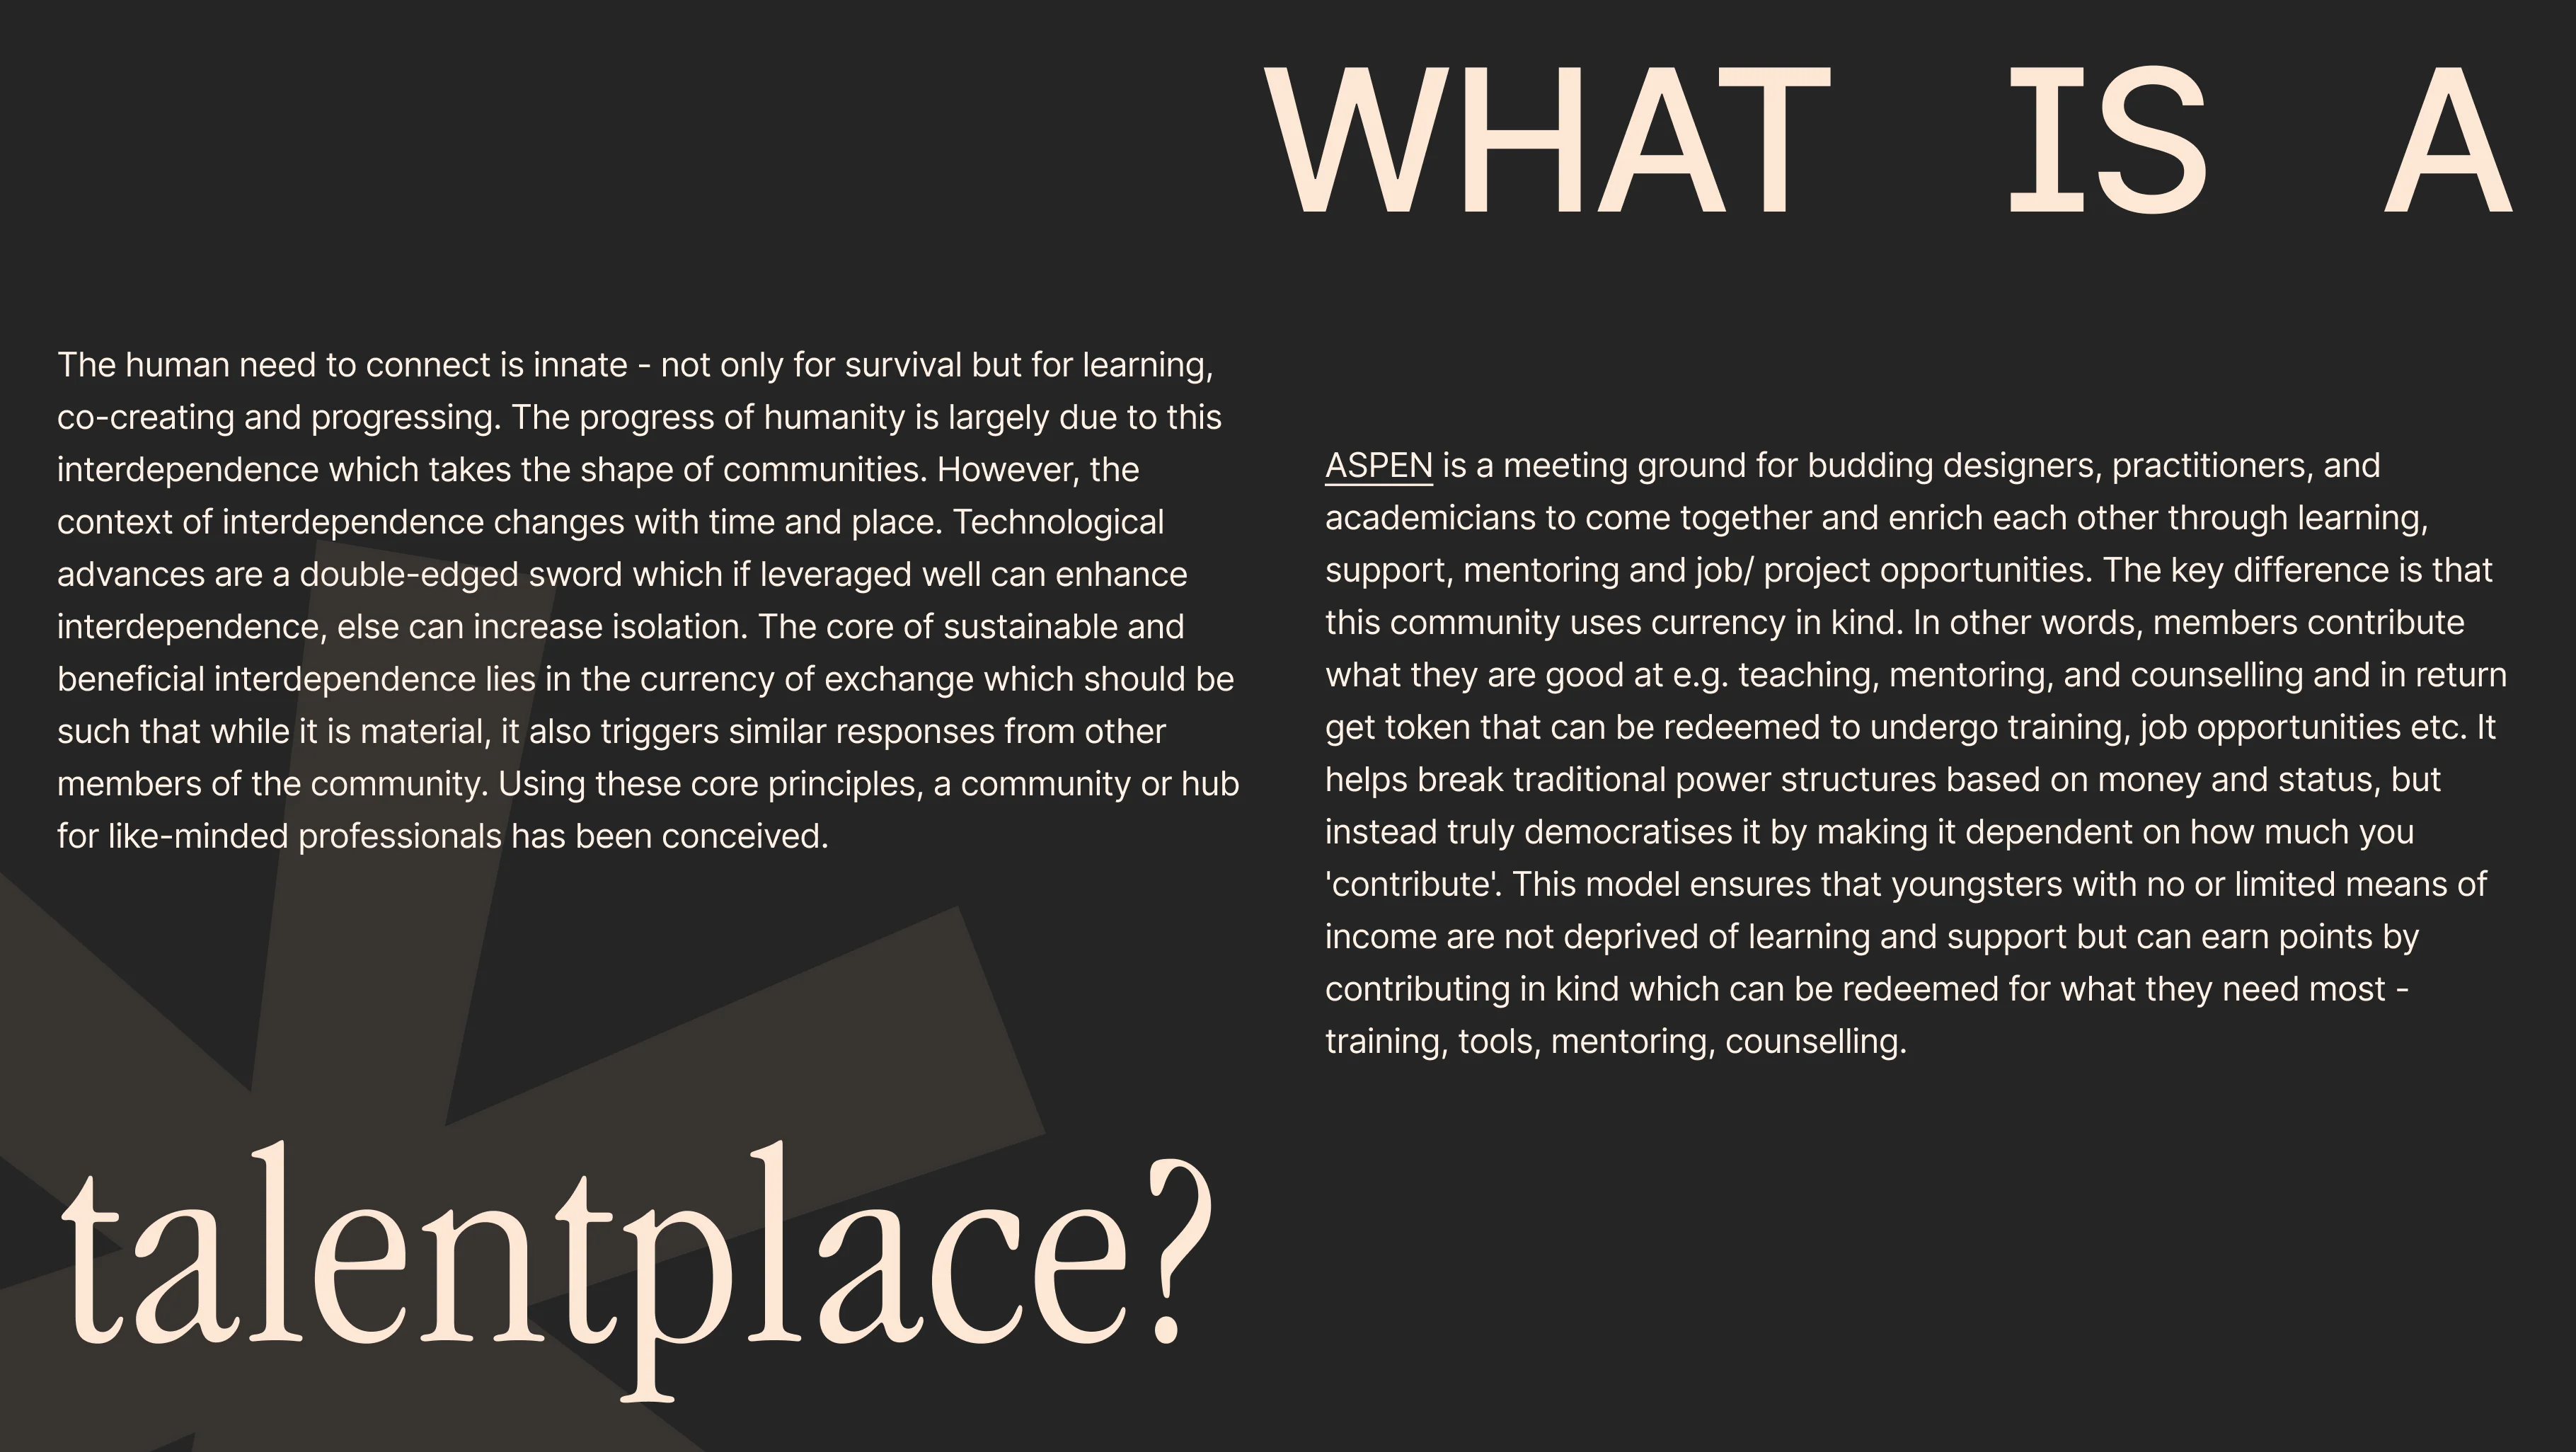 WHAT IS A
The human need to connect is innate - not only for survival but for learning,
co-creating and progressing. The progress of humanity is largely due to this
interdependence which takes the shape of communities. However, the
context of interdependence changes with time and place. Technological
advances are a double-edged sword which if leveraged well can enhance
interdependence, else can increase isolation. The core of sustainable and
beneficial interdependence lies in the currency of exchange which should be
such that while it is material, it also triggers similar responses from other
members of the community. Using these core principles, a community or hub
for like-minded professionals has been conceived.
ASPEN is a meeting ground for budding designers, practitioners, and
academicians to come together and enrich each other through learning,
support, mentoring and job/ project opportunities. The key difference is that
this community uses currency in kind. In other words, members contribute
what they are good at e.g. teaching, mentoring, and counselling and in return
get token that can be redeemed to undergo training, job opportunities etc. It
helps break traditional power structures based on money and status, but
instead truly democratises it by making it dependent on how much you
'contribute'. This model ensures that youngsters with no or limited means of
income are not deprived of learning and support but can earn points by
contributing in kind which can be redeemed for what they need most -
training, tools, mentoring, counselling.
talentplace?